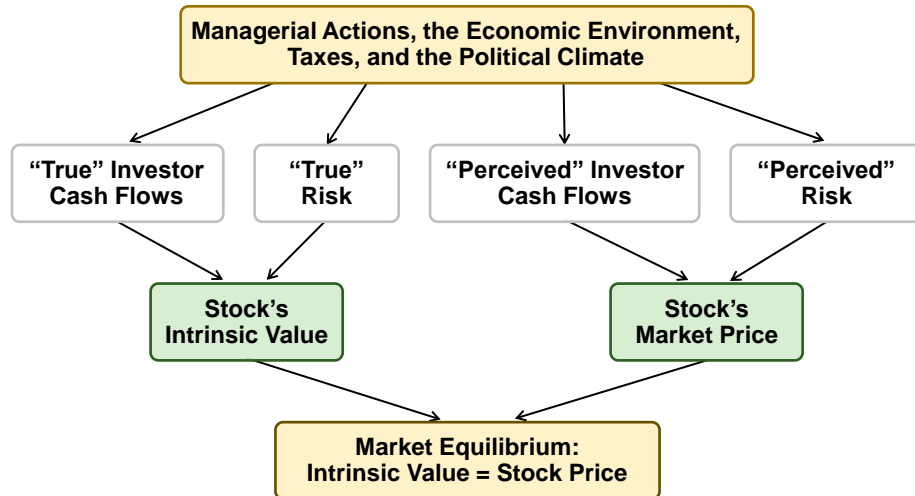 Managerial Actions, the Economic Environment,
Taxes, and the Political Climate
“True” Investor
Cash Flows
“True”
Risk
“Perceived” Investor
Cash Flows
“Perceived”
Risk
Stock’s
Intrinsic Value
Stock’s
Market Price
Market Equilibrium:
Intrinsic Value = Stock Price